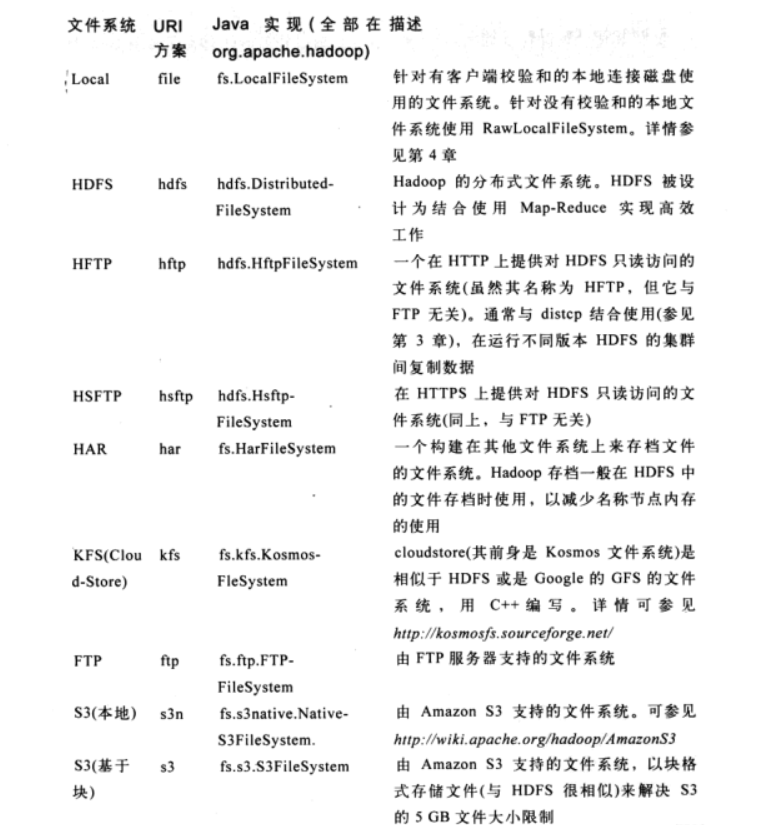 文件系统 URI Java 实现(全部在 描述
方案 org.apache.hadoop)
Local file fs.LocalFileSystem 针对有客户端校验和的本地连接磁盘使
用的文件系统。针对没有校验和的本地文
件系统使用 RawLocalFileSystem。详情参
见第 4 章
HDFS hdfs hdfs.Distributed- Hadoop 的分布式文件系统。HDFS 被设
FileSystem 计为结合使用 Map-Reduce 实现高效
工作
HFTP hftp hdfs.HftpFileSystem 一个在 HTTP 上提供对 HDFS 只读访问的
文件系统(虽然其名称为 HFTP，但它与
FTP 无关)。通常与 distcp 结合使用(参见
第 3 章)，在运行不同版本 HDFS 的集群
间复制数据
HSFTP hsftp hdfs.Hsftp- 在 HTTPS 上提供对 HDFS 只读访问的文
FileSystem 件系统(同上，与 FTP 无关)
HAR har fs.HarFileSystem 一个构建在其他文件系统上来存档文件
的文件系统。Hadoop 存档一般在 HDFS 中
的文件存档时使用，以减少名称节点内存
的使用
KFS(Clou kfs fs.kfs.Kosmos- cloudstore(其前身是 Kosmos 文件系统)是
d-Store) FleSystem 相似于 HDFS 或是 Google 的 GFS 的文件
系统，用 C++编写。详情可参见
http://kosmosfs.sourceforge.net/
FTP ftp fs.ftp.FTP- 由 FTP 服务器支持的文件系统
FileSystem
S3(本地) s3n fs.s3native.Native- 由 Amazon S3 支持的文件系统。可参见
S3FileSystem. http://wiki.apache.org/hadoop/AmazonS3
S3(基于 s3 fs.s3.S3FileSystem 由 Amazon S3 支持的文件系统，以块格
块) 式存储文件(与 HDFS 很相似)来解决 S3
的 5 GB 文件大小限制